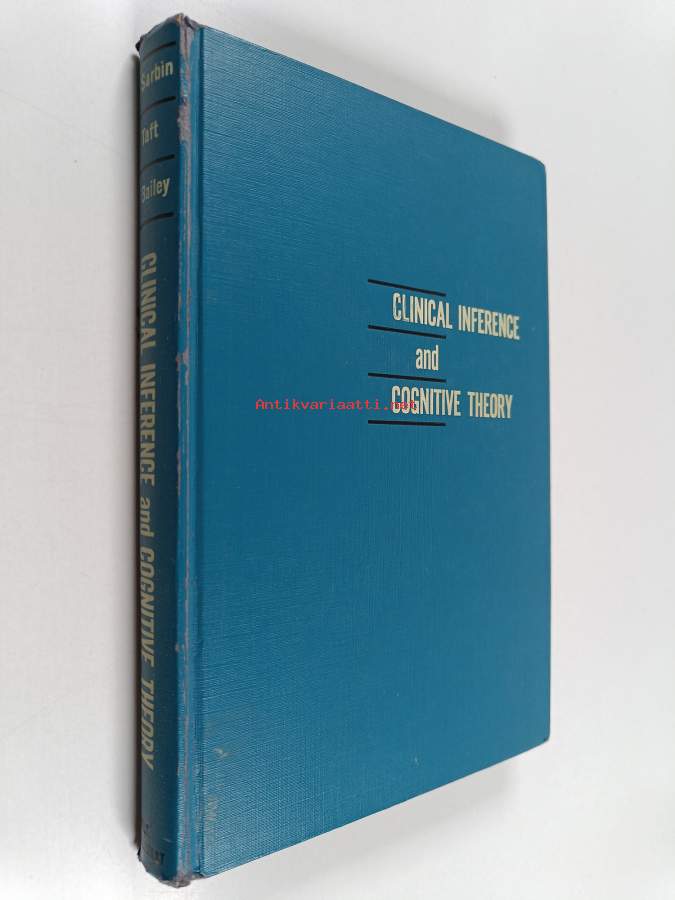 Sarbin
Taft
Bailey
CLINICAL INFERENCE and COGNITIVE THEORY
CLINICAL INFERENCE
and
COGNITIVE THEORY
Antikvariaatti.net